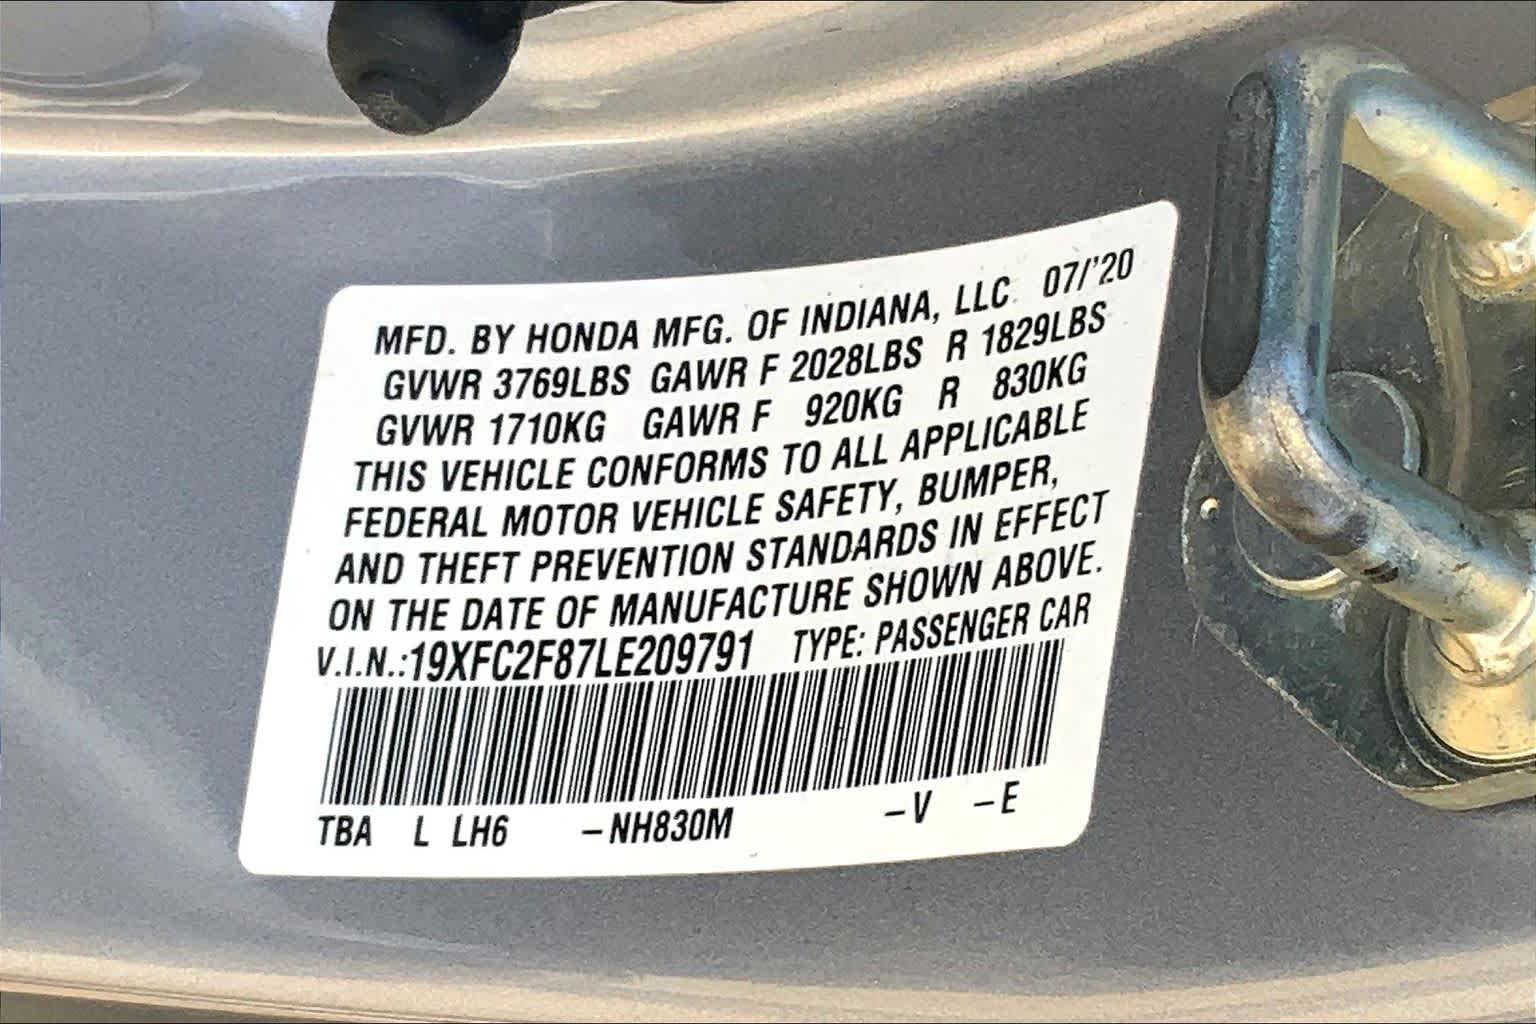 MFD. BY HONDA MFG. OF INDIANA, LLC 07/'20
GVWR 3769LBS GAWR F 2028LBS R 1829LBS
GVWR 1710KG GAWR F 920KG R 830KG
THIS VEHICLE CONFORMS TO ALL APPLICABLE
FEDERAL MOTOR VEHICLE SAFETY, BUMPER,
AND THEFT PREVENTION STANDARDS IN EFFECT
ON THE DATE OF MANUFACTURE SHOWN ABOVE.
V.I.N.:19XFC2F87LE209791 TYPE: PASSENGER CAR
TBA L LH6 –NH830M –V –E